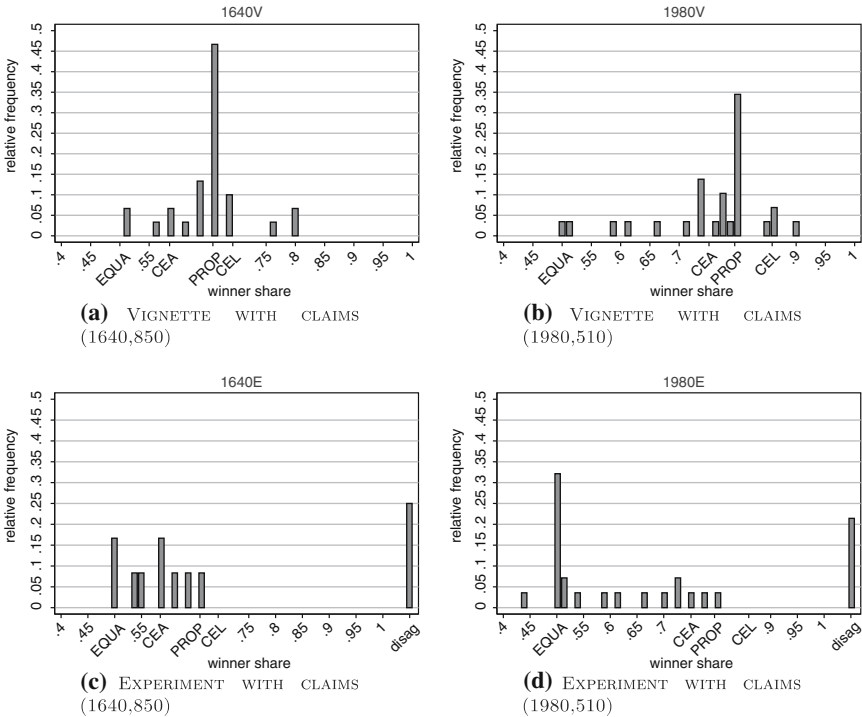 1640V
relative frequency
0 .05 .1 .15 .2 .25 .3 .35 .4 .45 .5
.4 .45 EQUA .55 CEA PROP CEL .75 .8 .85 .9 .95 1
winner share
(a) VIGNETTE WITH CLAIMS
(1640,850)
1980V
relative frequency
0 .05 .1 .15 .2 .25 .3 .35 .4 .45 .5
.4 .45 EQUA .55 .6 .65 .7 CEA PROP CEL .9 .95 1
winner share
(b) VIGNETTE WITH CLAIMS
(1980,510)
1640E
relative frequency
0 .05 .1 .15 .2 .25 .3 .35 .4 .45 .5
.4 .45 EQUA .55 CEA PROP CEL .75 .8 .85 .9 .95 1 disag
winner share
(c) EXPERIMENT WITH CLAIMS
(1640,850)
1980E
relative frequency
0 .05 .1 .15 .2 .25 .3 .35 .4 .45 .5
.4 .45 EQUA .55 .6 .65 .7 CEA PROP CEL .9 .95 1 disag
winner share
(d) EXPERIMENT WITH CLAIMS
(1980,510)